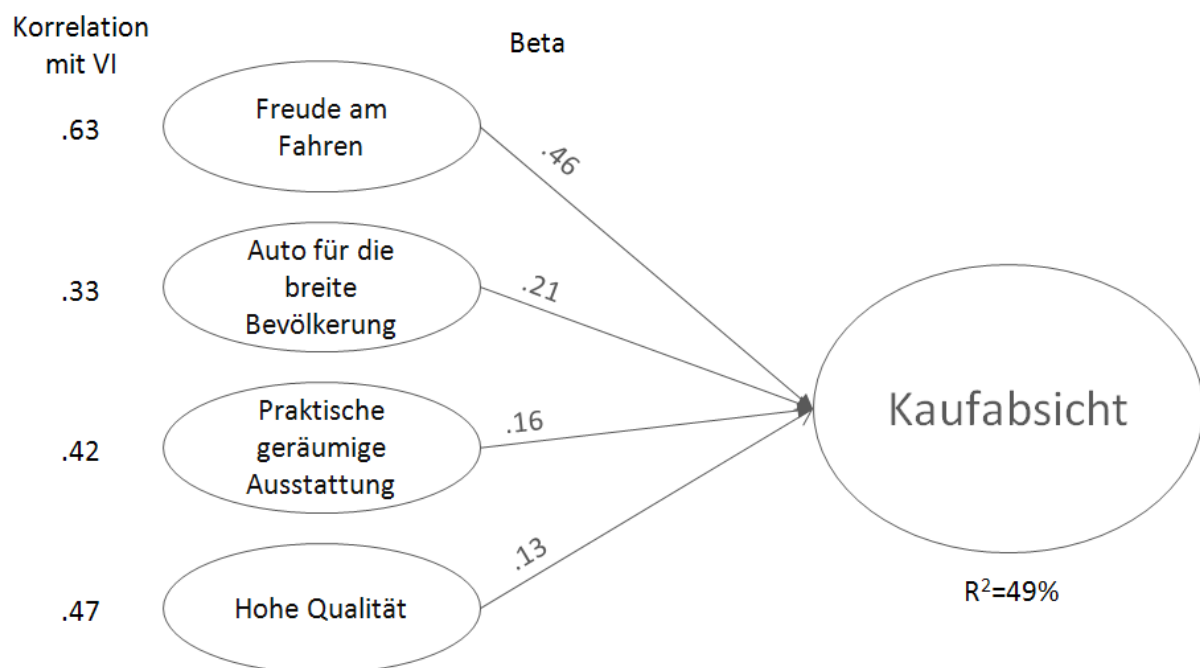 Korrelation
mit VI
Beta
.63
Freude am
Fahren
.46
.33
Auto für die
breite
Bevölkerung
.21
.42
Praktische
geräumige
Ausstattung
.16
.47
Hohe Qualität
.13
Kaufabsicht
R²=49%